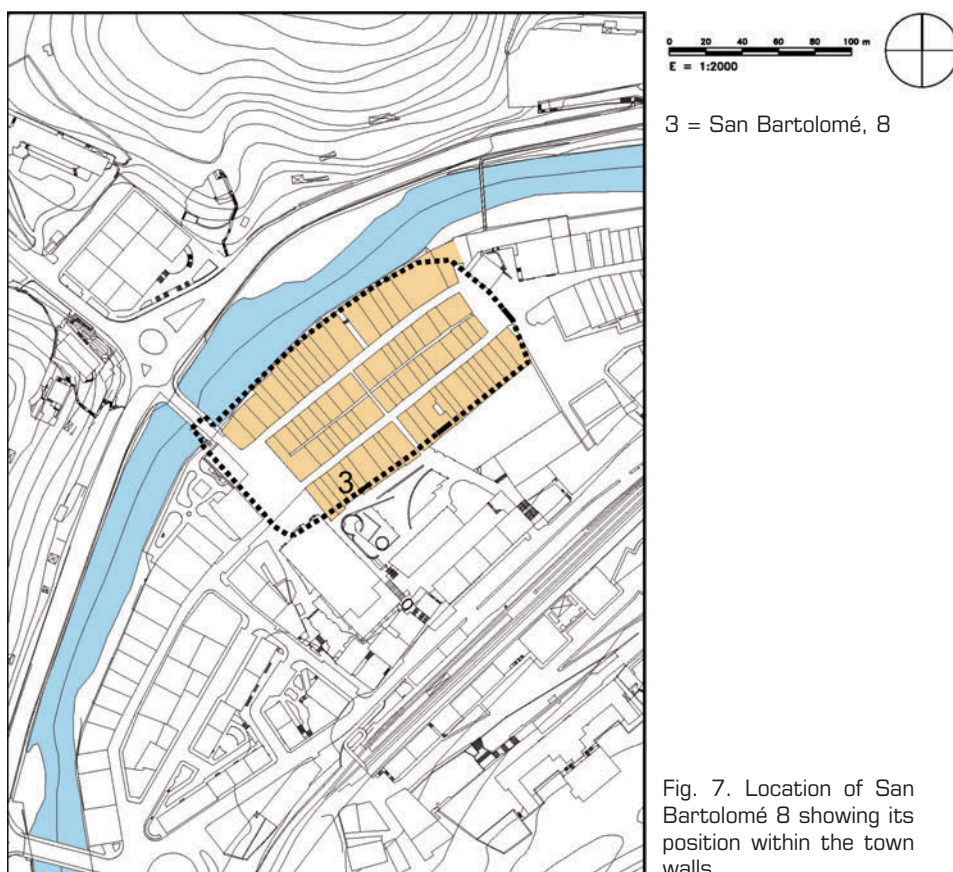 0 20 40 60 80 100 m
E = 1:2000
3 = San Bartolomé, 8
3
Fig. 7. Location of San
Bartolomé 8 showing its
position within the town
walls